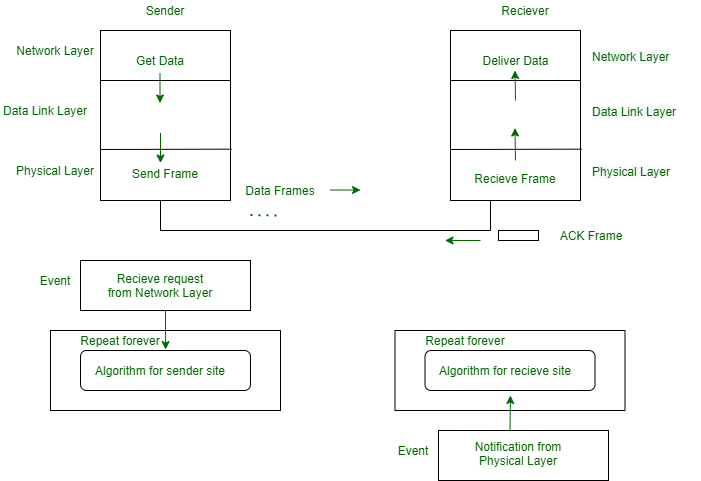 Sender
Reciever
Network Layer
Get Data
Deliver Data
Network Layer
Data Link Layer
Data Link Layer
Physical Layer
Send Frame
Recieve Frame
Physical Layer
Data Frames
. . . .
ACK Frame
Event
Recieve request
from Network Layer
Repeat forever
Algorithm for sender site
Repeat forever
Algorithm for recieve site
Event
Notification from
Physical Layer